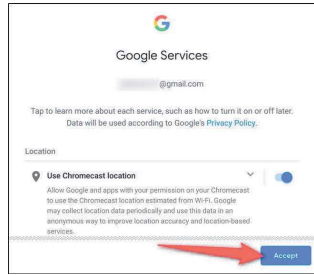 G
Google Services
@gmail.com
Tap to learn more about each service, such as how to turn it on or off later.
Data will be used according to Google's Privacy Policy.
Location
Use Chromecast location
Allow Google and apps with your permission on your Chromecast
to use the Chromecast location estimated from Wi-Fi. Google
may collect location data periodically and use this data in an
anonymous way to improve location accuracy and location-based
services.
Accept